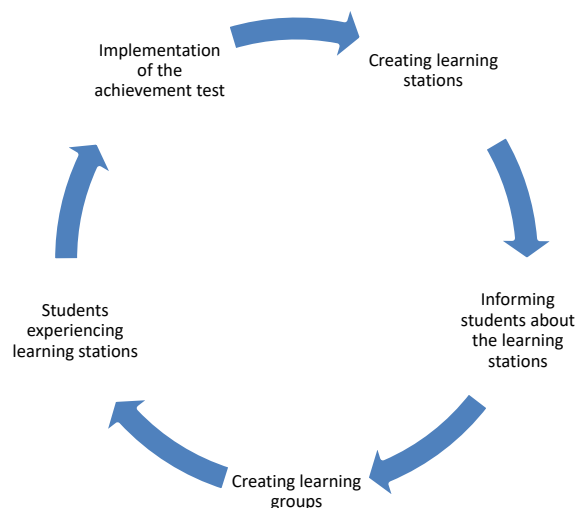 Implementation
of the
achievement test
Creating learning
stations
Informing
students about
the learning
stations
Creating learning
groups
Students
experiencing
learning stations